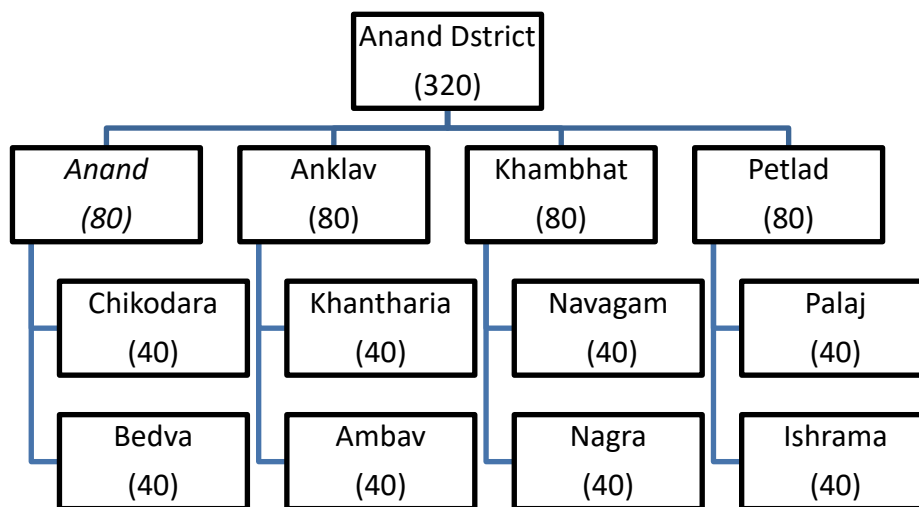 Anand Dstrict
(320)
Anand
(80)
Anklav
(80)
Khambhat
(80)
Petlad
(80)
Chikodara
(40)
Khantharia
(40)
Navagam
(40)
Palaj
(40)
Bedva
(40)
Ambav
(40)
Nagra
(40)
Ishrama
(40)